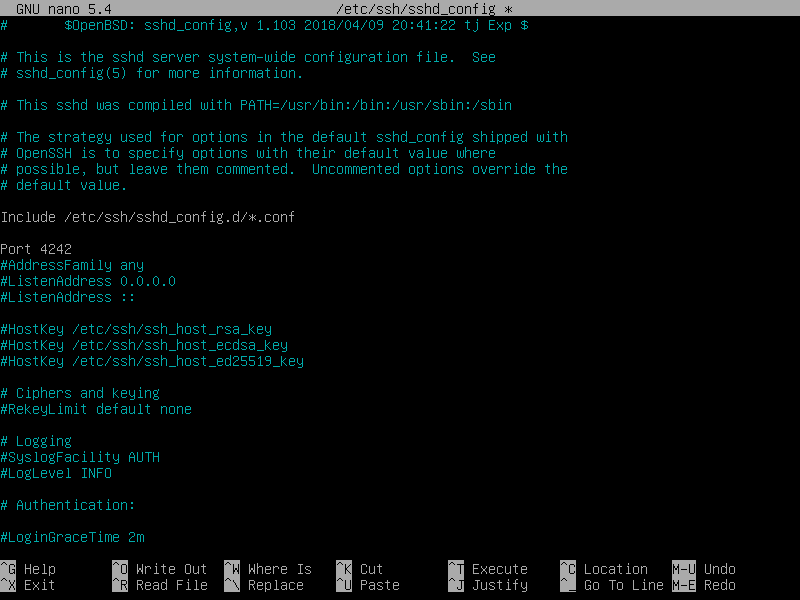 GNU nano 5.4 /etc/ssh/sshd_config *
#       $OpenBSD: sshd_config,v 1.103 2018/04/09 20:41:22 tj Exp $
# This is the sshd server system-wide configuration file.  See
# sshd_config(5) for more information.
# This sshd was compiled with PATH=/usr/bin:/bin:/usr/sbin:/sbin
# The strategy used for options in the default sshd_config shipped with
# OpenSSH is to specify options with their default value where
# possible, but leave them commented.  Uncommented options override the
# default value.
Include /etc/ssh/sshd_config.d/*.conf
Port 4242
#AddressFamily any
#ListenAddress 0.0.0.0
#ListenAddress ::
#HostKey /etc/ssh/ssh_host_rsa_key
#HostKey /etc/ssh/ssh_host_ecdsa_key
#HostKey /etc/ssh/ssh_host_ed25519_key
# Ciphers and keying
#RekeyLimit default none
# Logging
#SyslogFacility AUTH
#LogLevel INFO
# Authentication:
#LoginGraceTime 2m
^G Help ^O Write Out ^W Where Is ^K Cut ^T Execute ^C Location M-U Undo
^X Exit ^R Read File ^\ Replace ^U Paste ^J Justify ^_ Go To Line M-E Redo